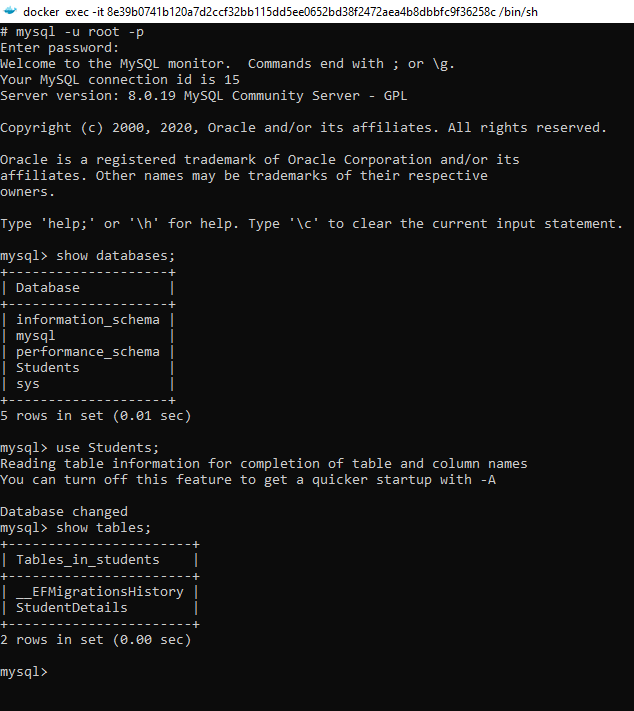 docker exec -it 8e39b0741b120a7d2ccf32bb115dd5ee0652bd38f2472aea4b8dbbfc9f36258c /bin/sh
# mysql -u root -p
Enter password:
Welcome to the MySQL monitor.  Commands end with ; or \g.
Your MySQL connection id is 15
Server version: 8.0.19 MySQL Community Server - GPL

Copyright (c) 2000, 2020, Oracle and/or its affiliates. All rights reserved.

Oracle is a registered trademark of Oracle Corporation and/or its
affiliates. Other names may be trademarks of their respective
owners.

Type 'help;' or '\h' for help. Type '\c' to clear the current input statement.

mysql> show databases;
+--------------------+
| Database           |
+--------------------+
| information_schema |
| mysql              |
| performance_schema |
| Students           |
| sys                |
+--------------------+
5 rows in set (0.01 sec)

mysql> use Students;
Reading table information for completion of table and column names
You can turn off this feature to get a quicker startup with -A

Database changed
mysql> show tables;
+-----------------------+
| Tables_in_students    |
+-----------------------+
| __EFMigrationsHistory |
| StudentDetails        |
+-----------------------+
2 rows in set (0.00 sec)

mysql>